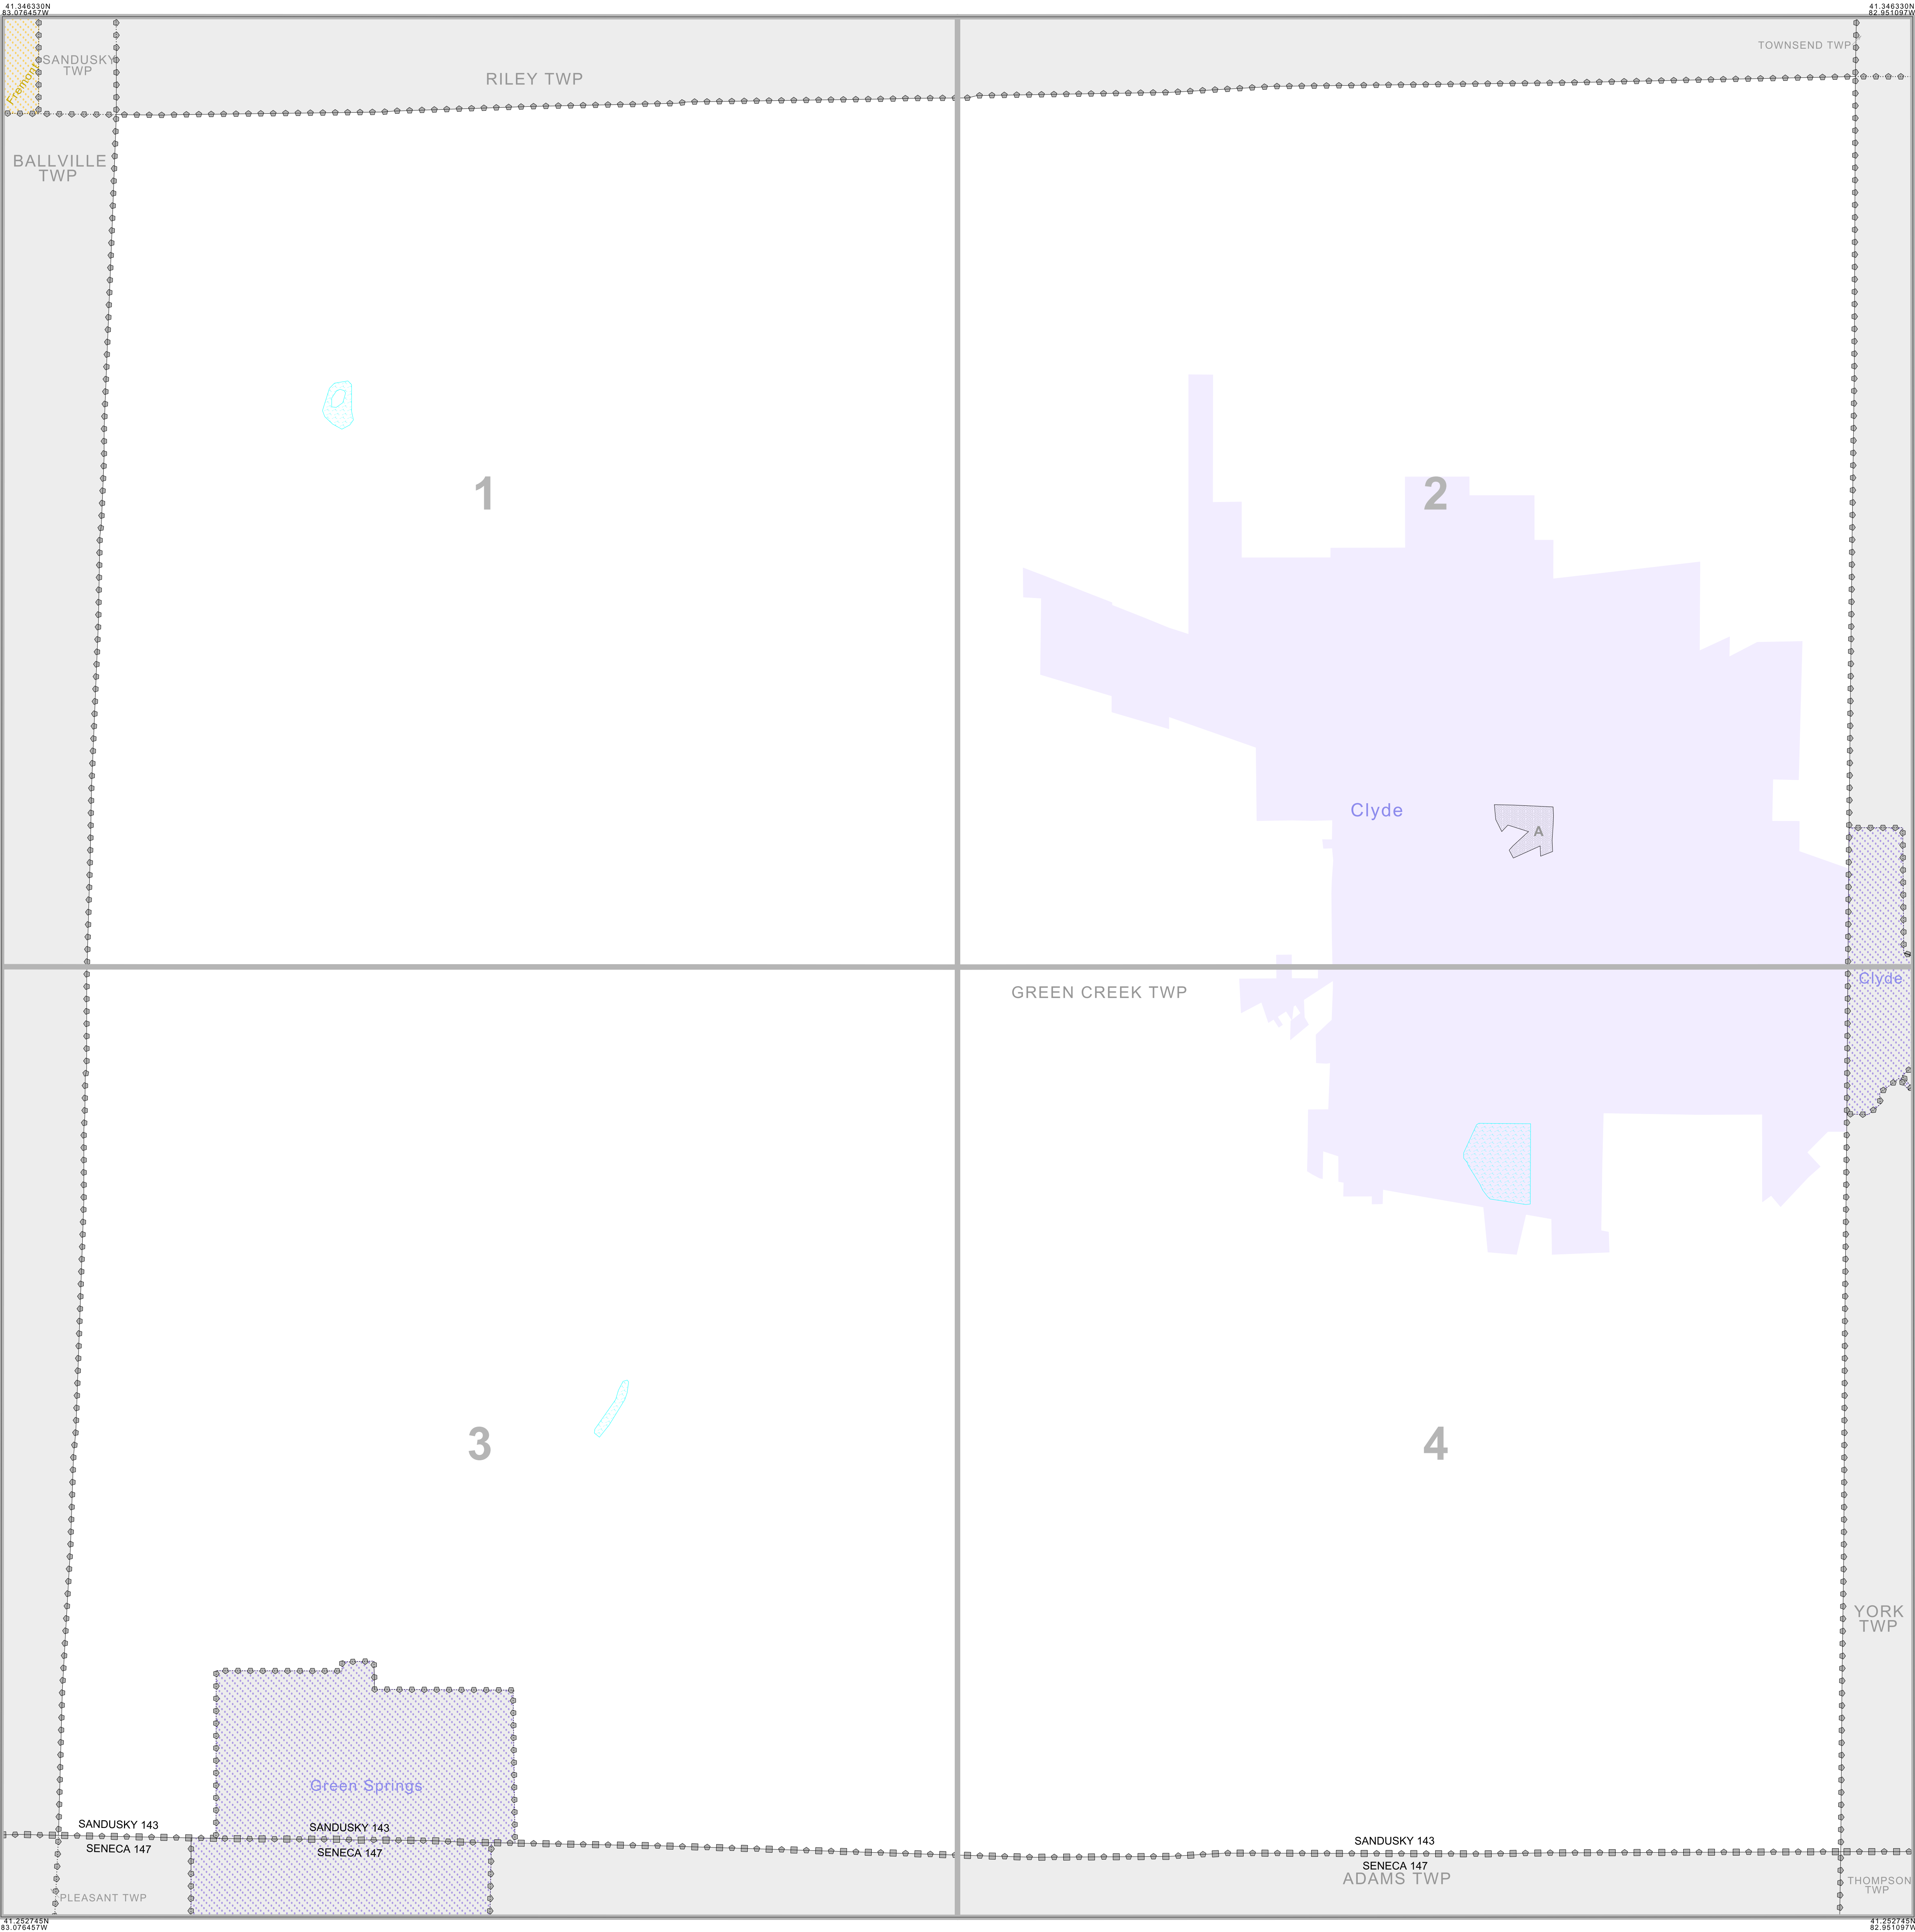 41.346330N
83.076457W
41.346330N
82.951097W
SANDUSKY
TWP
TOWNSEND TWP
Fremont
RILEY TWP
BALLVILLE
TWP
1
2
Clyde
A
Clyde
GREEN CREEK TWP
3
4
YORK
TWP
Green Springs
SANDUSKY 143
SENECA 147
SANDUSKY 143
SENECA 147
SANDUSKY 143
SENECA 147
ADAMS TWP
PLEASANT TWP
THOMPSON
TWP
41.252745N
83.076457W
41.252745N
82.951097W